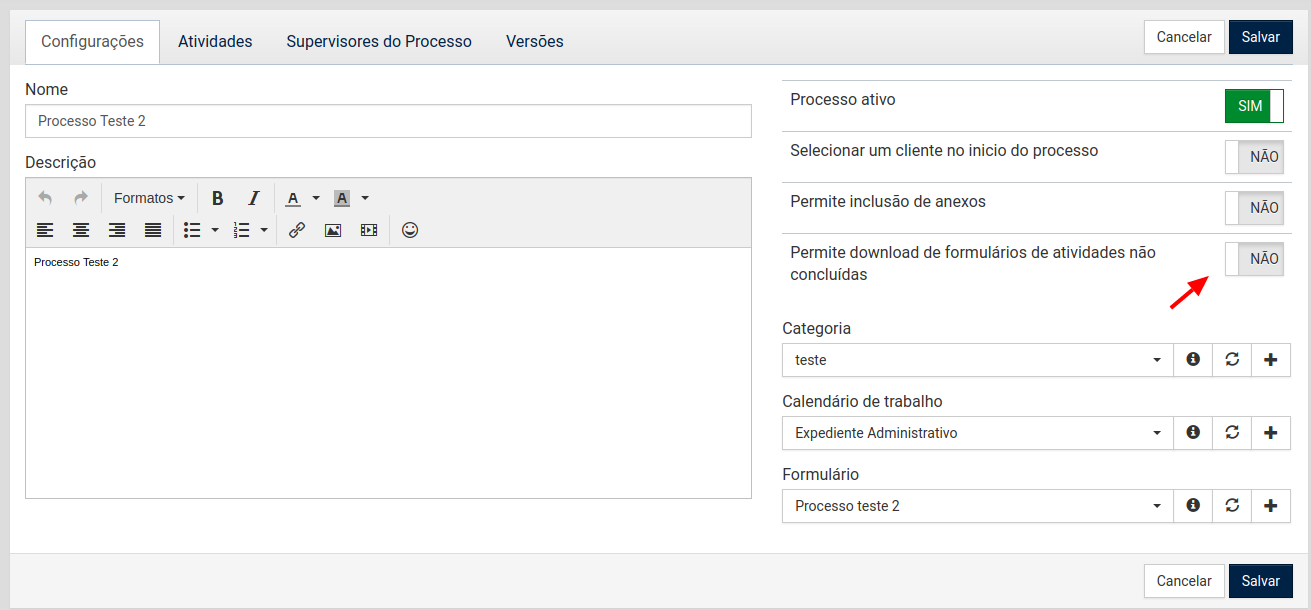 Configurações
Atividades
Supervisores do Processo
Versões
Cancelar
Salvar
Nome
Processo Teste 2
Descrição
Formatos
B
I
A
A
Processo Teste 2
Processo ativo
SIM
Selecionar um cliente no inicio do processo
NÃO
Permite inclusão de anexos
NÃO
Permite download de formulários de atividades não
concluídas
NÃO
Categoria
teste
Calendário de trabalho
Expediente Administrativo
Formulário
Processo teste 2
Cancelar
Salvar